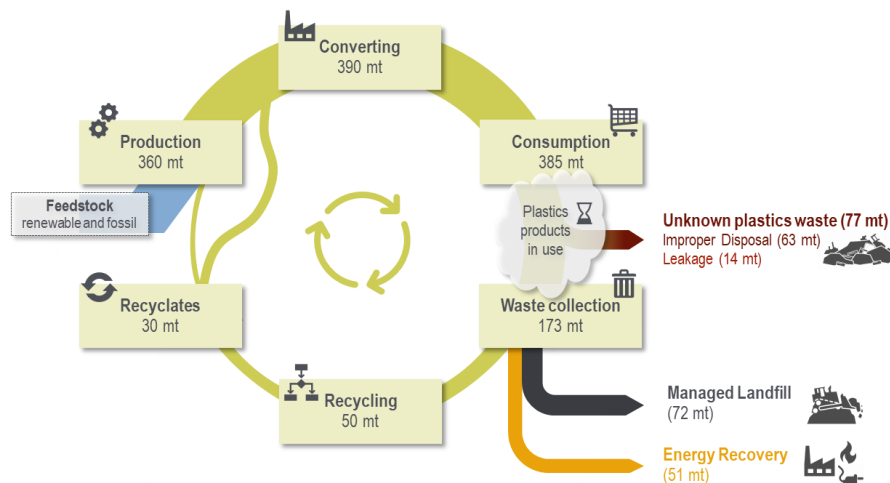 Converting
390 mt
Production
360 mt
Consumption
385 mt
Feedstock
renewable and fossil
Plastics
products
in use
Unknown plastics waste (77 mt)
Improper Disposal (63 mt)
Leakage (14 mt)
Recyclates
30 mt
Waste collection
173 mt
Recycling
50 mt
Managed Landfill
(72 mt)
Energy Recovery
(51 mt)